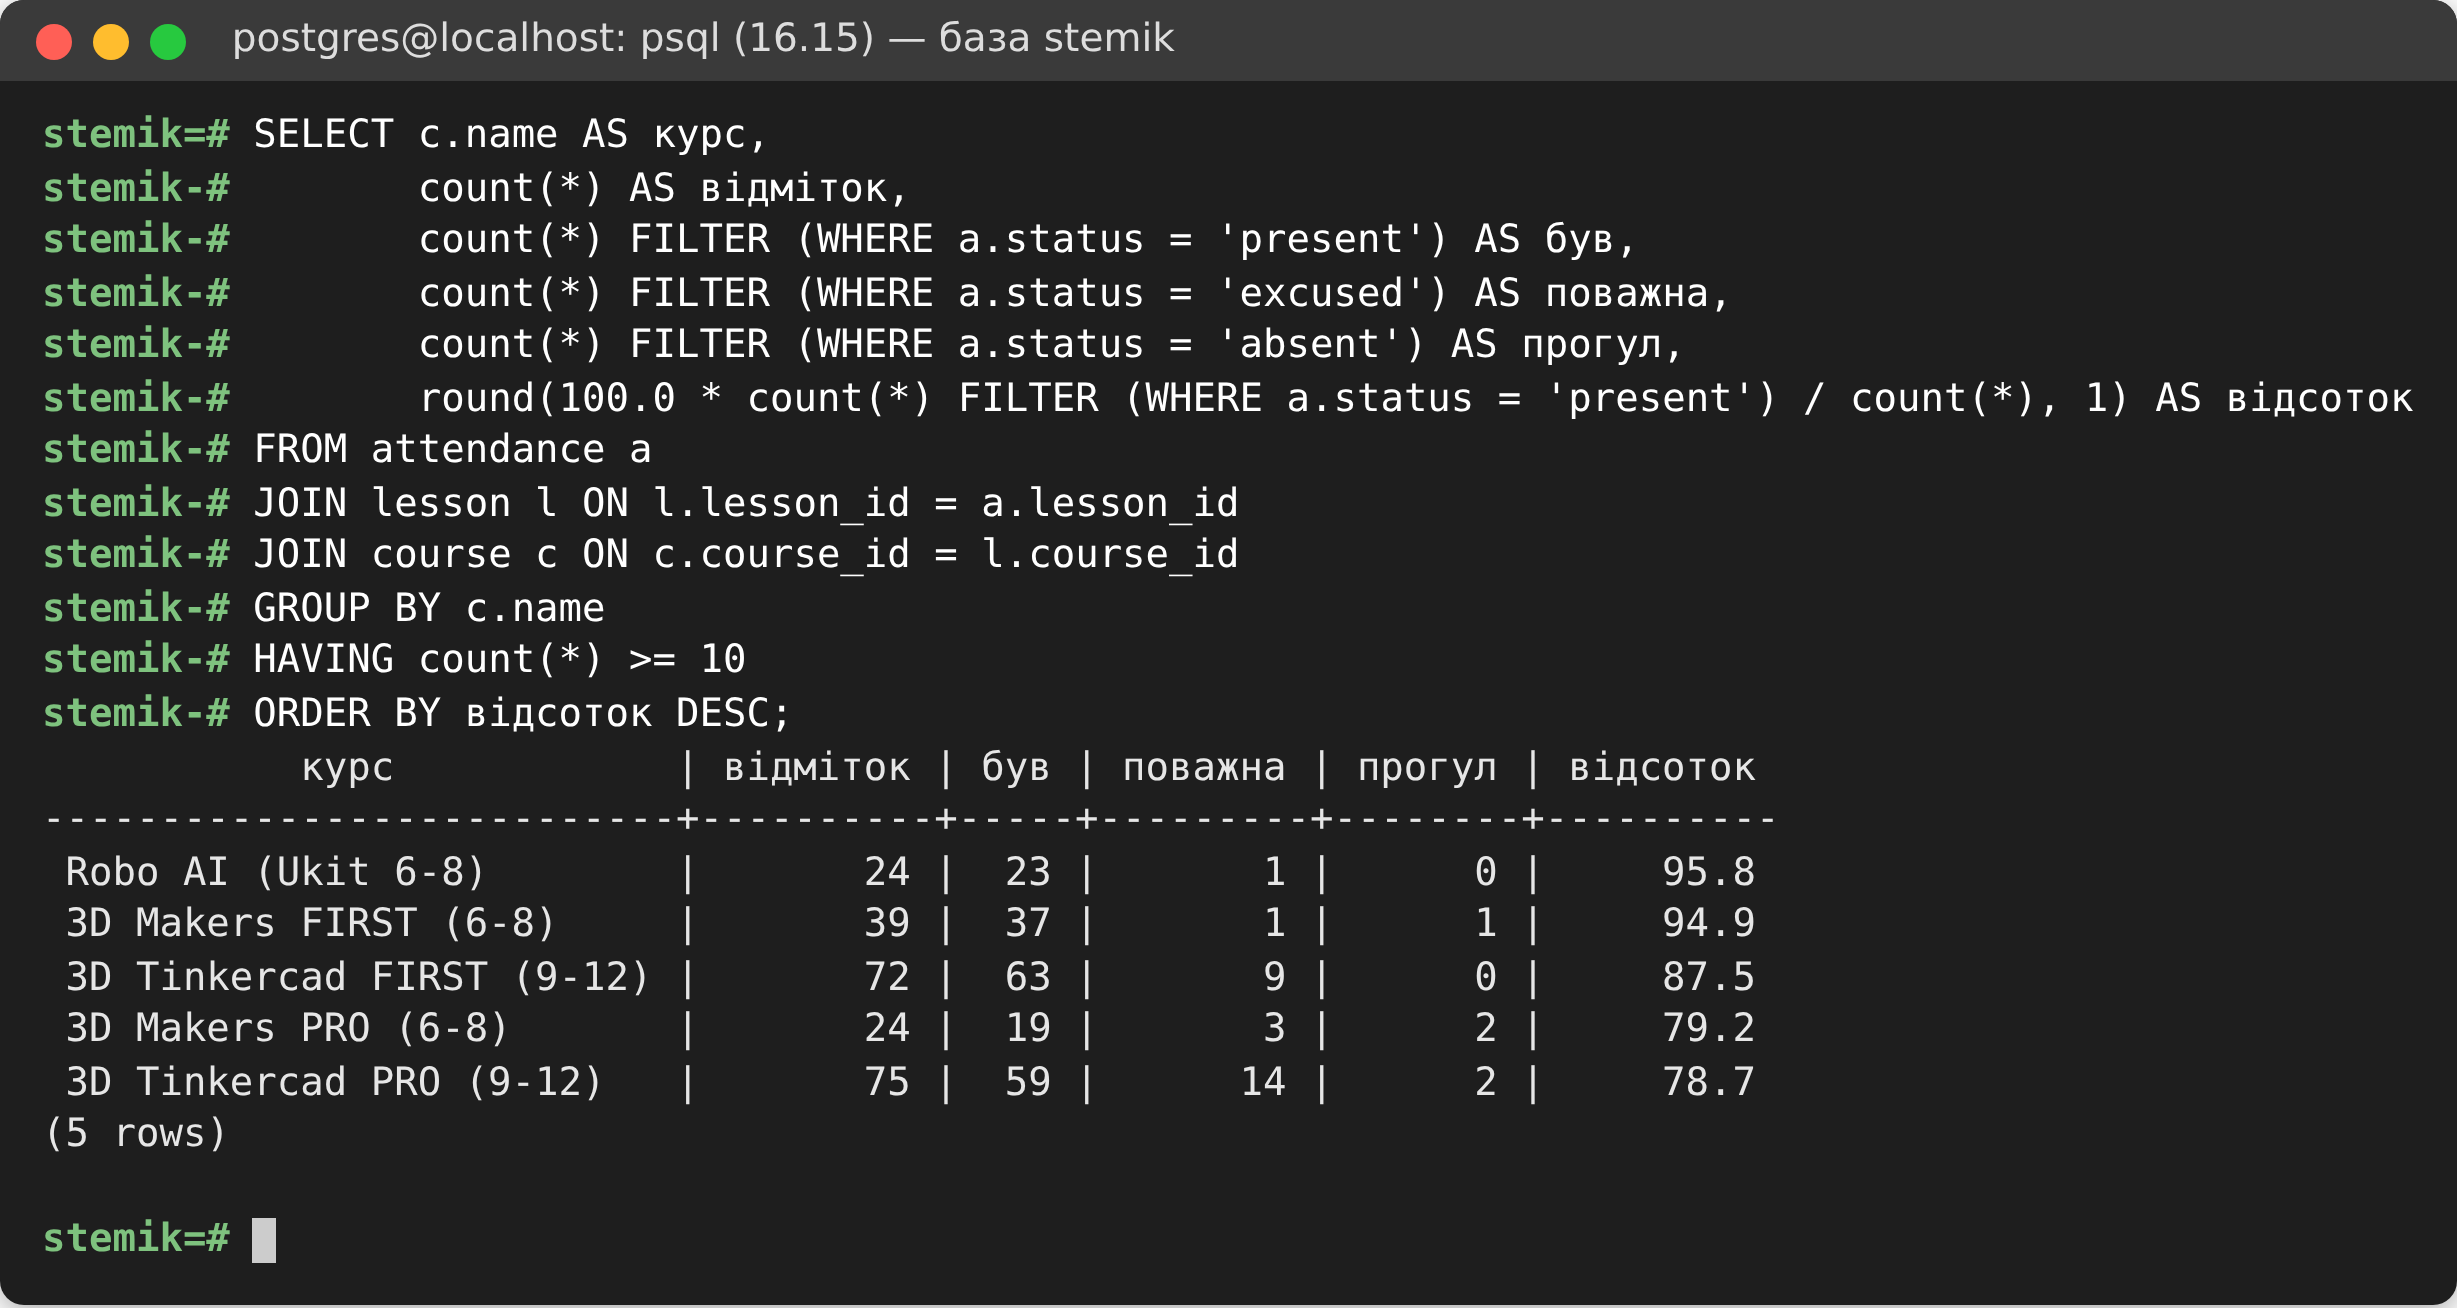 postgres@localhost: psql (16.15) — база stemik
stemik=# SELECT c.name AS курс,
stemik-#        count(*) AS відміток,
stemik-#        count(*) FILTER (WHERE a.status = 'present') AS був,
stemik-#        count(*) FILTER (WHERE a.status = 'excused') AS поважна,
stemik-#        count(*) FILTER (WHERE a.status = 'absent') AS прогул,
stemik-#        round(100.0 * count(*) FILTER (WHERE a.status = 'present') / count(*), 1) AS відсоток
stemik-# FROM attendance a
stemik-# JOIN lesson l ON l.lesson_id = a.lesson_id
stemik-# JOIN course c ON c.course_id = l.course_id
stemik-# GROUP BY c.name
stemik-# HAVING count(*) >= 10
stemik-# ORDER BY відсоток DESC;
           курс            | відміток | був | поважна | прогул | відсоток
---------------------------+----------+-----+---------+--------+----------
 Robo AI (Ukit 6-8)        |       24 |  23 |       1 |      0 |     95.8
 3D Makers FIRST (6-8)     |       39 |  37 |       1 |      1 |     94.9
 3D Tinkercad FIRST (9-12) |       72 |  63 |       9 |      0 |     87.5
 3D Makers PRO (6-8)       |       24 |  19 |       3 |      2 |     79.2
 3D Tinkercad PRO (9-12)   |       75 |  59 |      14 |      2 |     78.7
(5 rows)
stemik=#